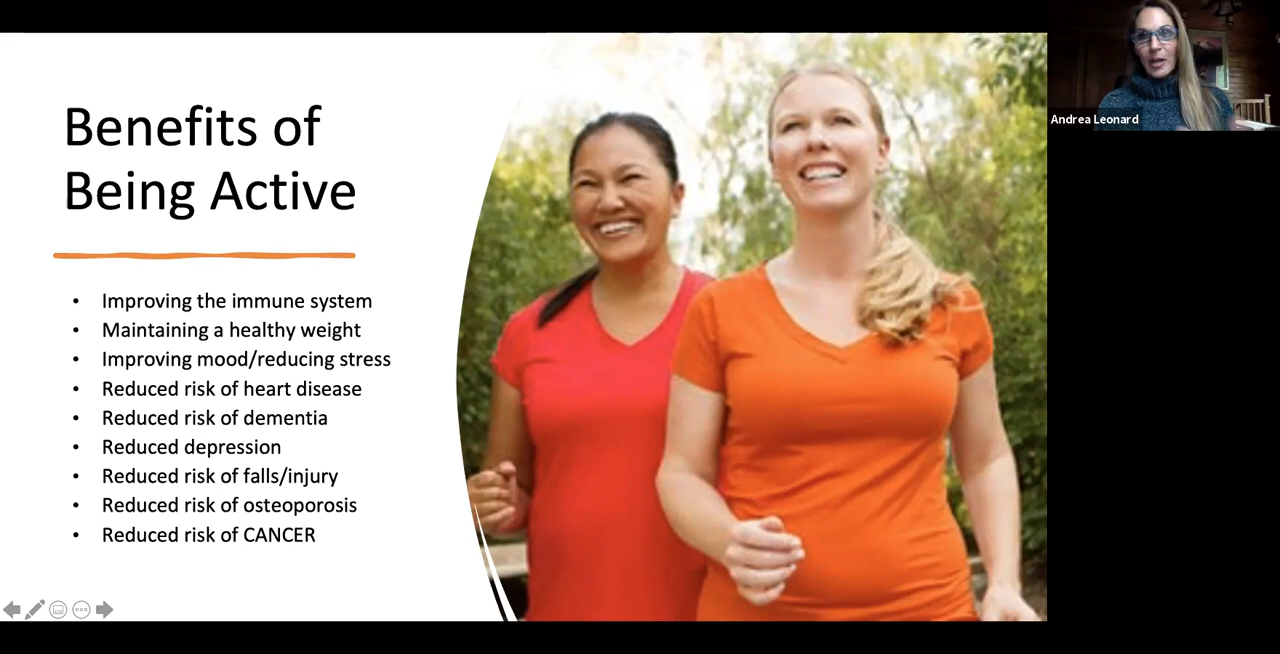 Benefits of
Being Active
• Improving the immune system
• Maintaining a healthy weight
• Improving mood/reducing stress
• Reduced risk of heart disease
• Reduced risk of dementia
• Reduced depression
• Reduced risk of falls/injury
• Reduced risk of osteoporosis
• Reduced risk of CANCER
Andrea Leonard